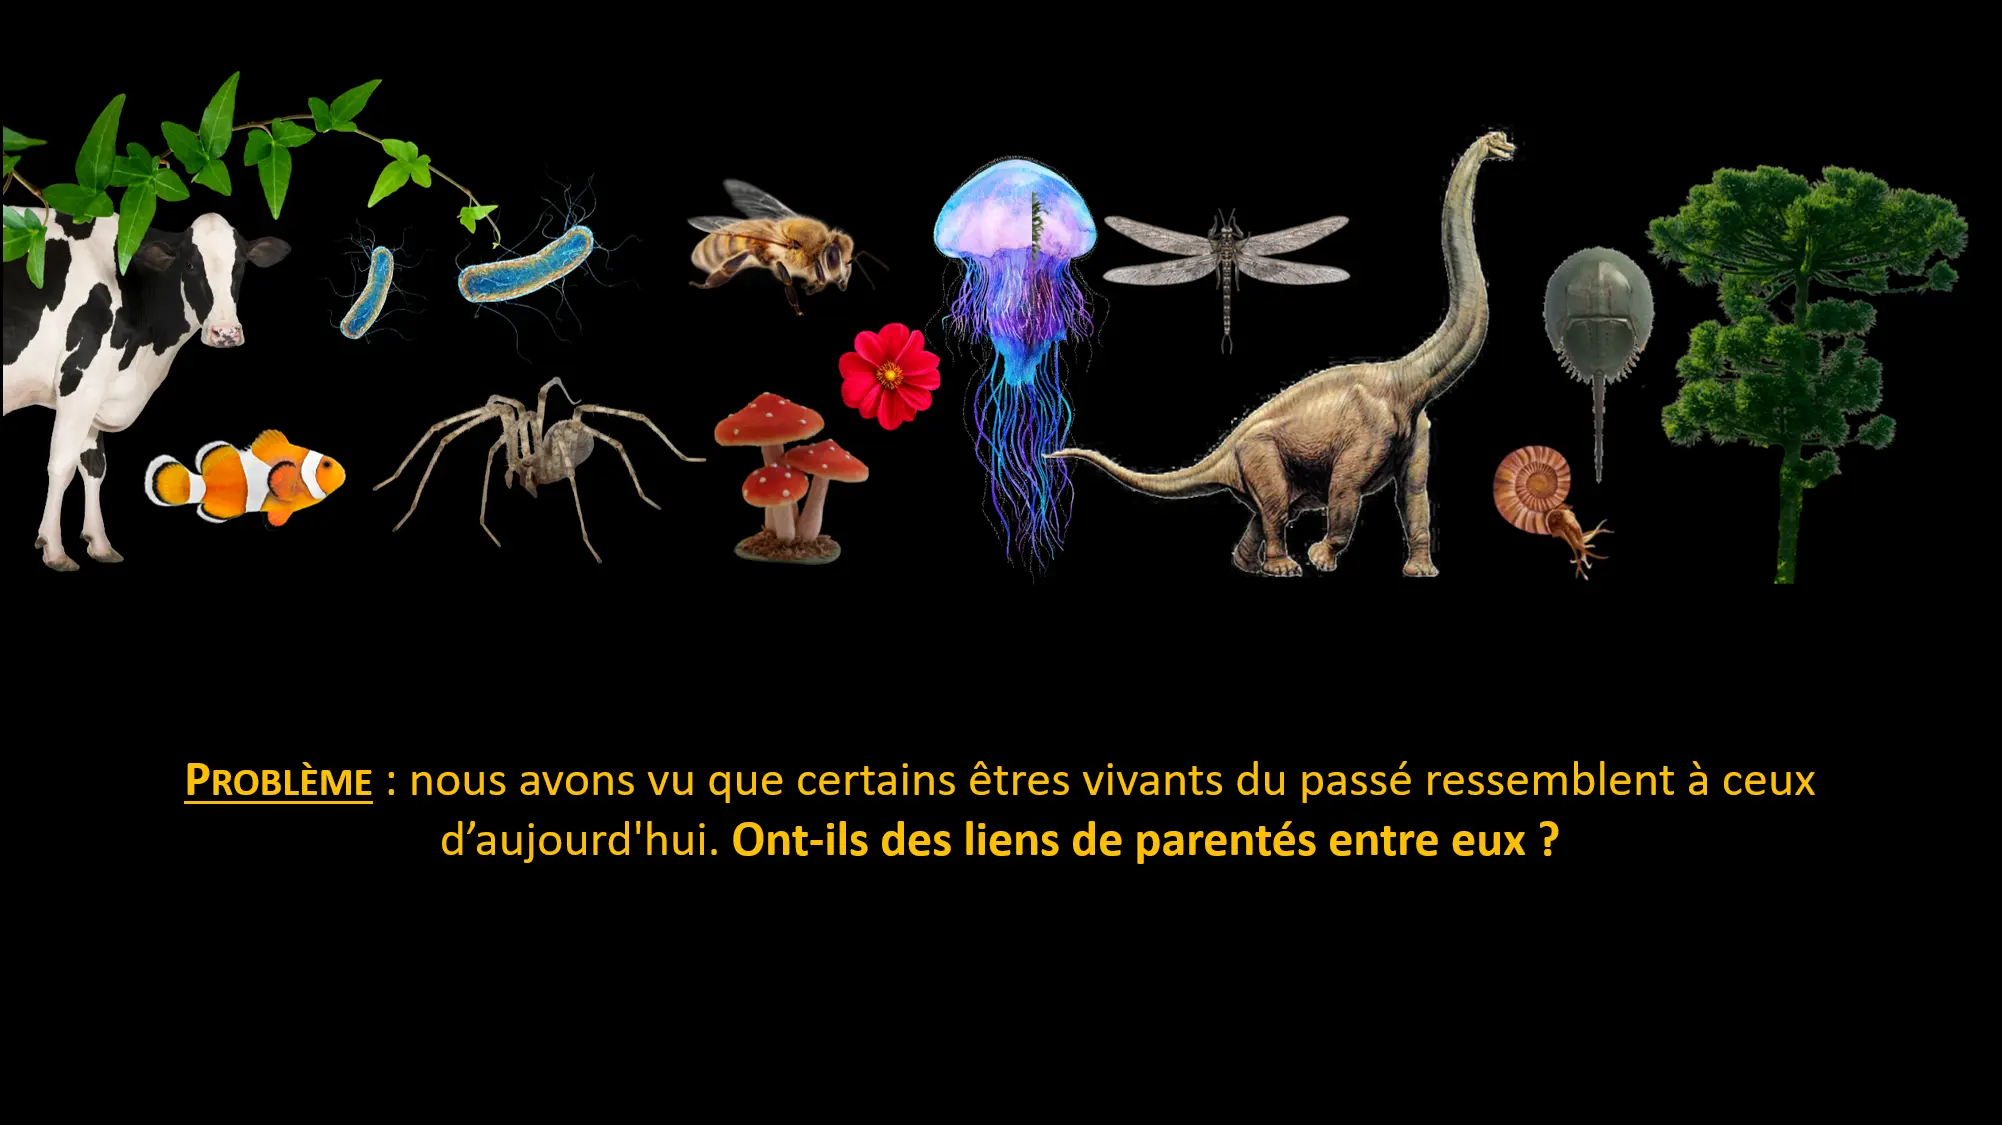 PROBLÈME : nous avons vu que certains êtres vivants du passé ressemblent à ceux
d’aujourd'hui. Ont-ils des liens de parentés entre eux ?